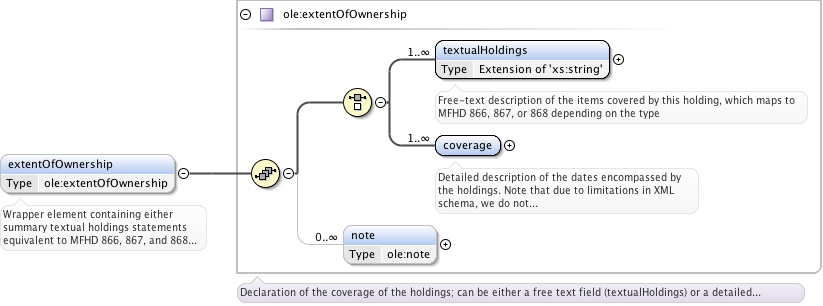 ole:extentOfOwnership
1..∞
textualHoldings
Type Extension of 'xs:string'
Free-text description of the items covered by this holding, which maps to
MFHD 866, 867, or 868 depending on the type
1..∞
coverage
Detailed description of the dates encompassed by
the holdings. Note that due to limitations in XML
schema, we do not...
extentOfOwnership
Type ole:extentOfOwnership
Wrapper element containing either
summary textual holdings statements
equivalent to MFHD 866, 867, and 868...
0..∞
note
Type ole:note
Declaration of the coverage of the holdings; can be either a free text field (textualHoldings) or a detailed...